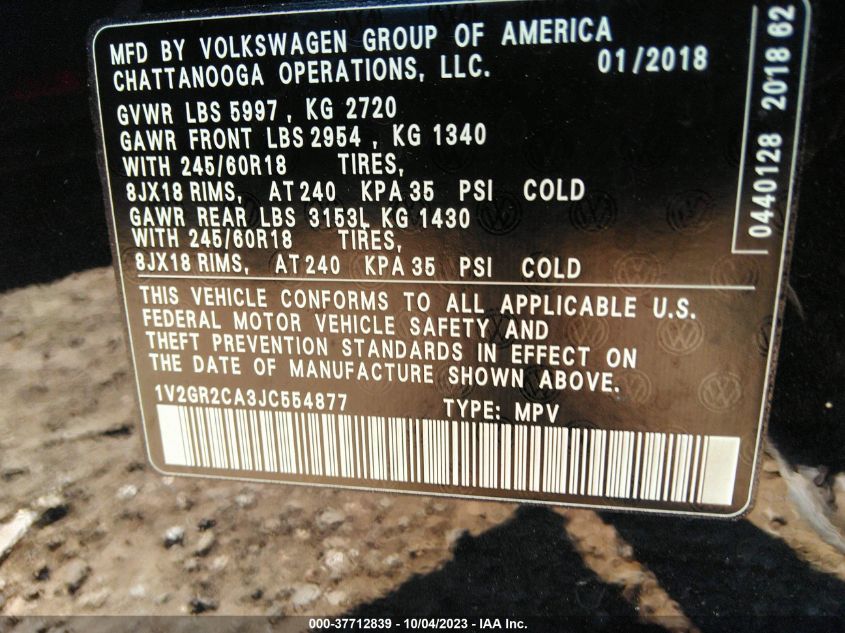 MFD BY VOLKSWAGEN GROUP OF AMERICA
CHATTANOOGA OPERATIONS, LLC. 01/2018
GVWR LBS 5997 , KG 2720
GAWR FRONT LBS 2954 , KG 1340
WITH 245/60R18 TIRES,
8JX18 RIMS, AT 240 KPA 35 PSI COLD
GAWR REAR LBS 3153L KG 1430
WITH 245/60R18 TIRES,
8JX18 RIMS, AT 240 KPA 35 PSI COLD
0440128 2018 62
THIS VEHICLE CONFORMS TO ALL APPLICABLE U.S.
FEDERAL MOTOR VEHICLE SAFETY AND
THEFT PREVENTION STANDARDS IN EFFECT ON
THE DATE OF MANUFACTURE SHOWN ABOVE.
1V2GR2CA3JC554877 TYPE: MPV
000-37712839 - 10/04/2023 - IAA Inc.